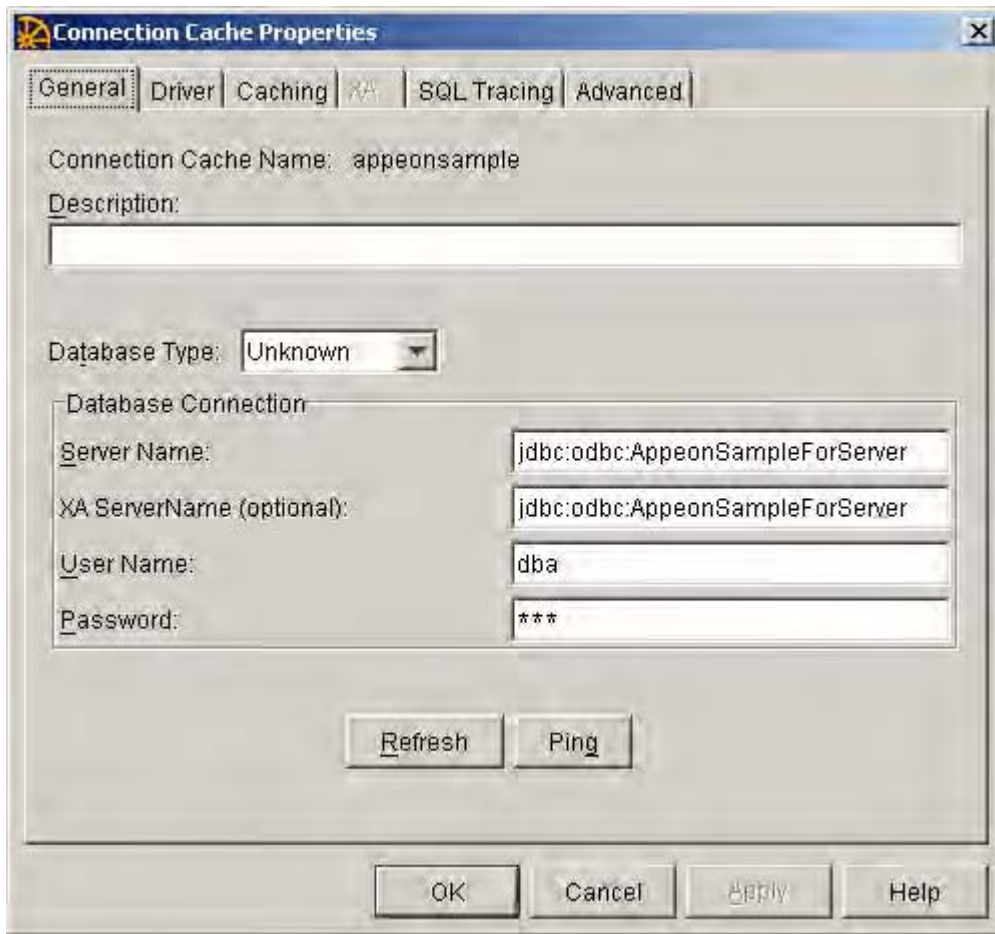 Connection Cache Properties
General Driver Caching XA SQL Tracing Advanced
Connection Cache Name: appeonsample
Description:
Database Type: Unknown
Database Connection
Server Name: jdbc:odbc:AppeonSampleForServer
XA ServerName (optional): jdbc:odbc:AppeonSampleForServer
User Name: dba
Password: ***
Refresh Ping
OK Cancel Apply Help